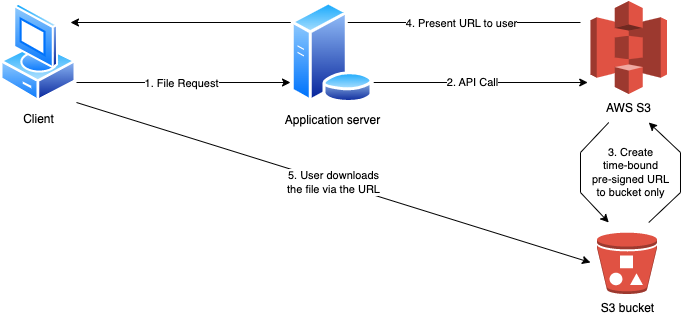 4. Present URL to user
1. File Request
2. API Call
Client
Application server
AWS S3
3. Create
time-bound
pre-signed URL
to bucket only
5. User downloads
the file via the URL
S3 bucket